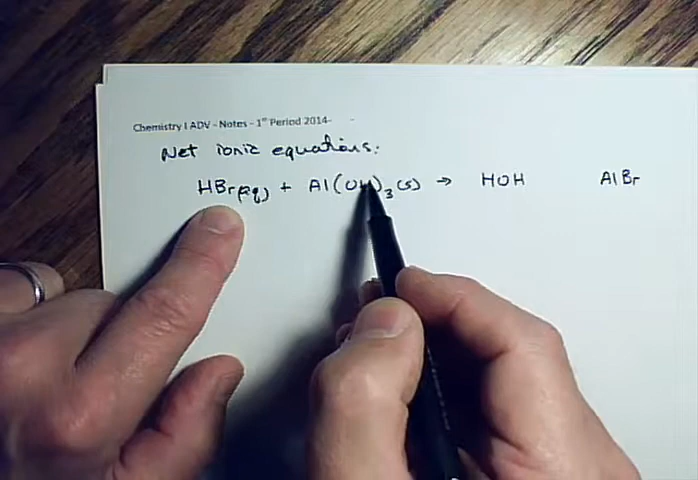 Chemistry I ADV - Notes - 1st Period 2014-
Net ionic equations:
HBr(aq) + Al(OH)3(s) → HOH AlBr